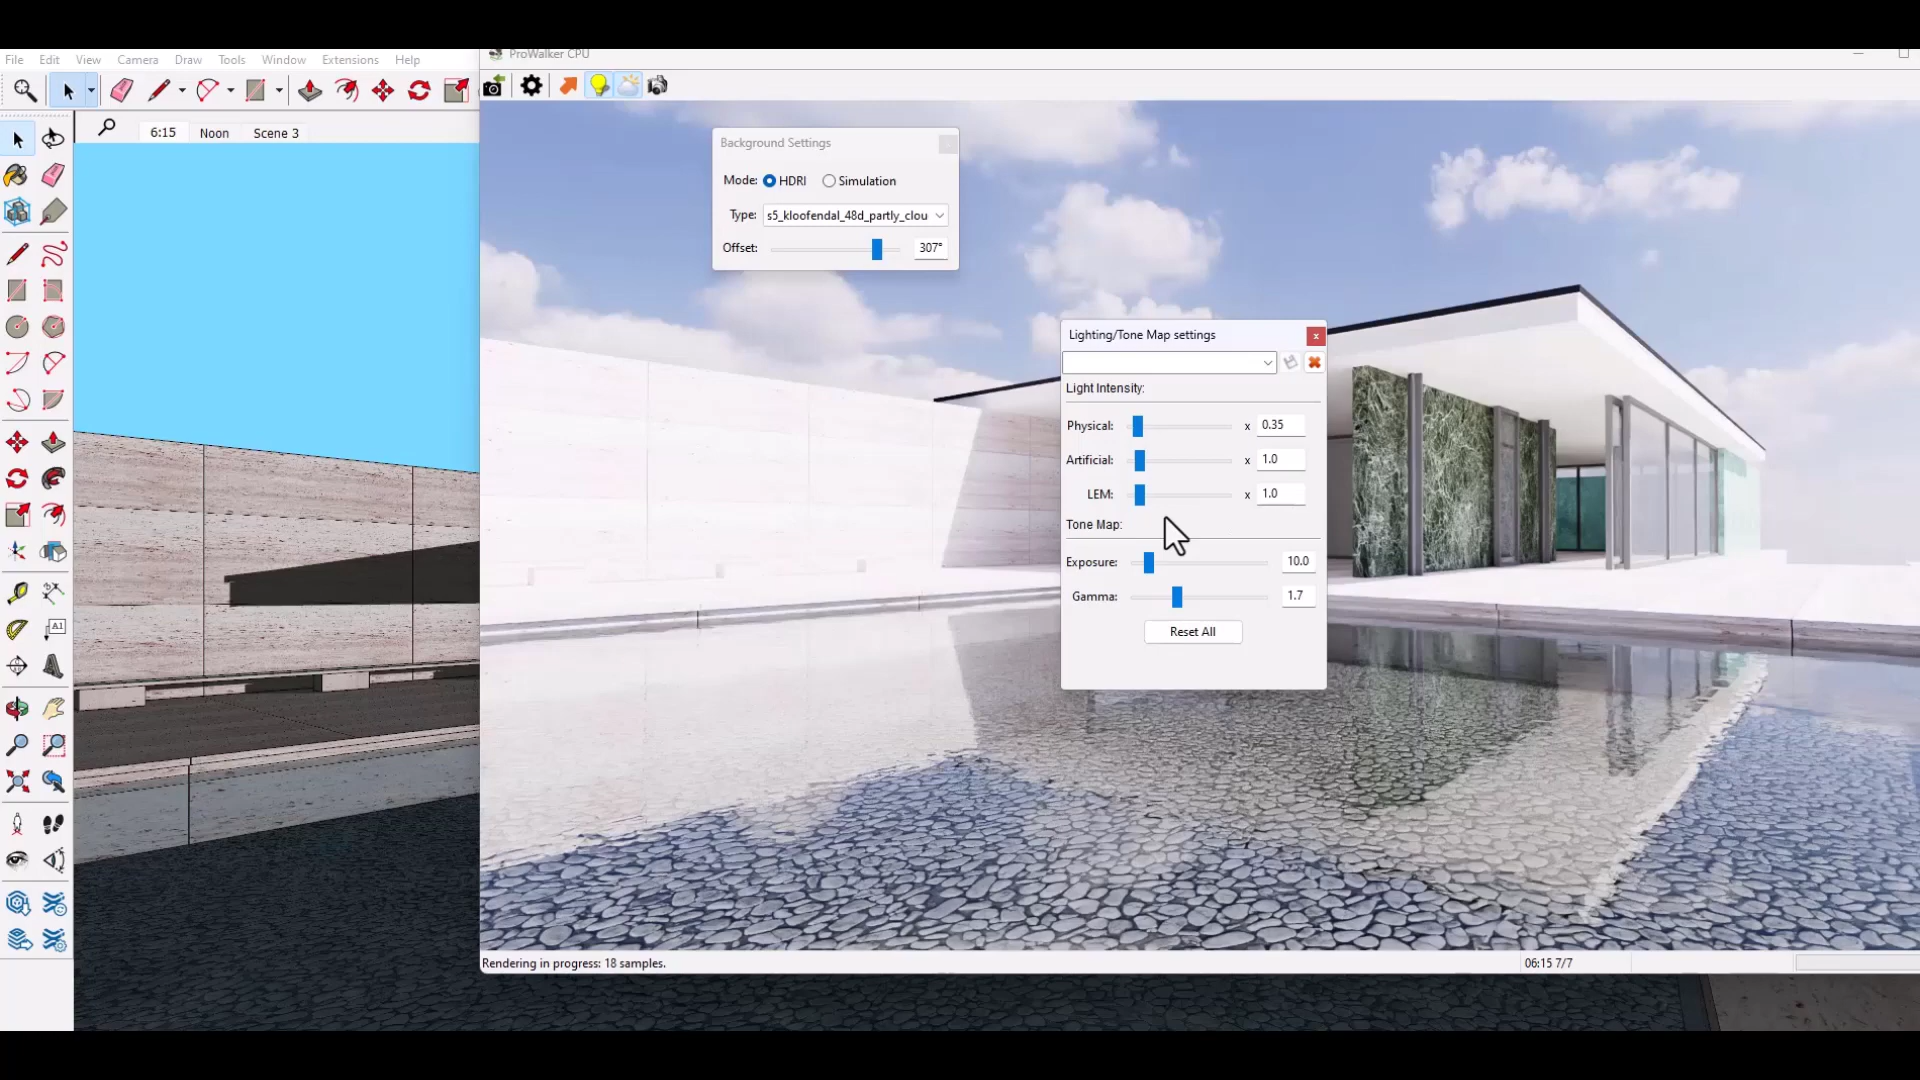 ProWalker CPU
File Edit View Camera Draw Tools Window Extensions Help
6:15 Noon Scene 3
A1
Background Settings
Mode: HDRI Simulation
Type: s5_kloofendal_48d_partly_clou
Offset: 307°
Lighting/Tone Map settings
x
Light Intensity:
Physical: x 0.35
Artificial: x 1.0
LEM: x 1.0
Tone Map:
Exposure: 10.0
Gamma: 1.7
Reset All
Rendering in progress: 18 samples.
06:15 7/7